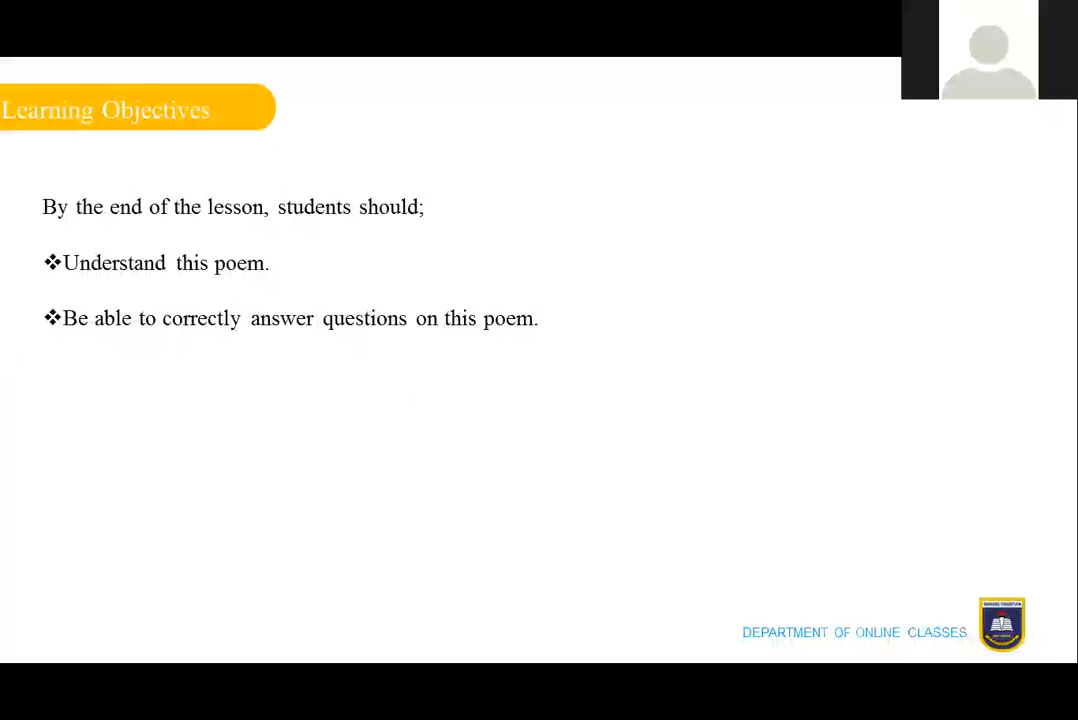 Learning Objectives
By the end of the lesson, students should;
❖Understand this poem.
❖Be able to correctly answer questions on this poem.
DEPARTMENT OF ONLINE CLASSES